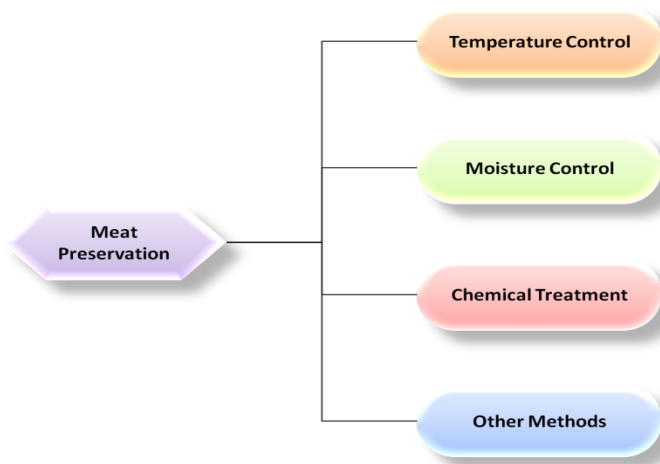 Temperature Control
Moisture Control
Meat
Preservation
Chemical Treatment
Other Methods